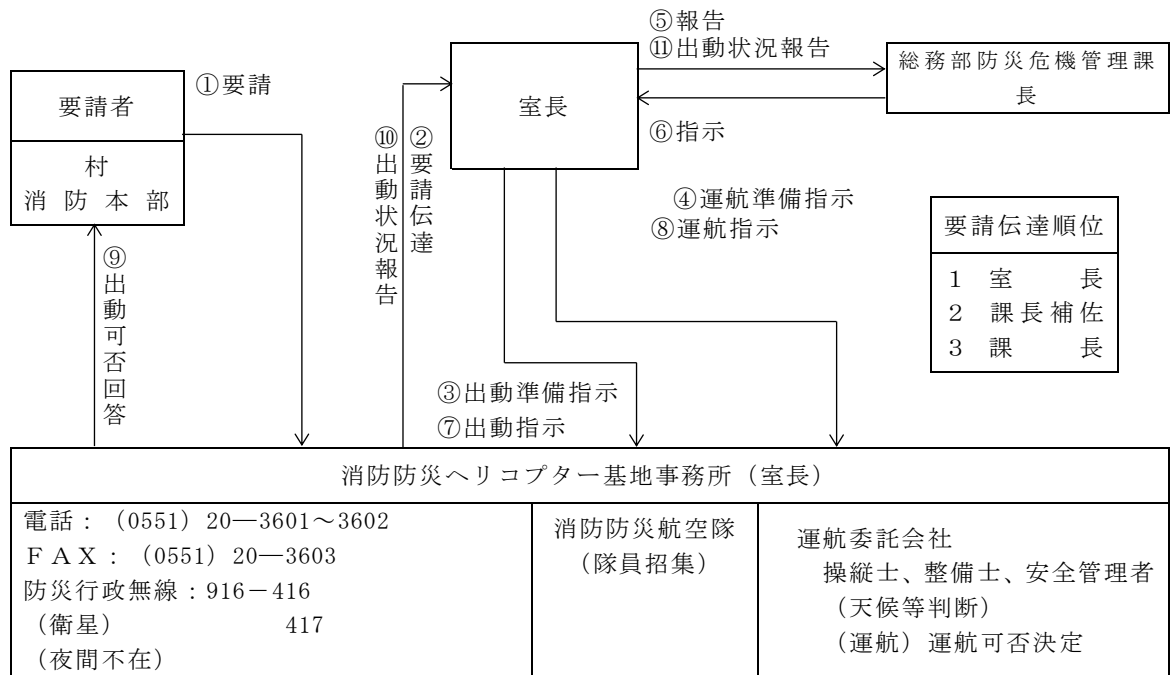 ⑤報告
⑪出動状況報告
総務部防災危機管理課
長
要請者
①要請
室長
⑥指示
村
消防本部
⑩出動状況報告
②要請伝達
④運航準備指示
⑧運航指示
要請伝達順位
1 室長
2 課長補佐
3 課長
⑨出動可否回答
③出動準備指示
⑦出動指示
消防防災ヘリコプター基地事務所（室長）
電話：（0551）20―3601～3602
ＦＡＸ：（0551）20―3603
防災行政無線：916－416
（衛星） 417
（夜間不在）
消防防災航空隊
（隊員招集）
運航委託会社
操縦士、整備士、安全管理者
（天候等判断）
（運航）運航可否決定